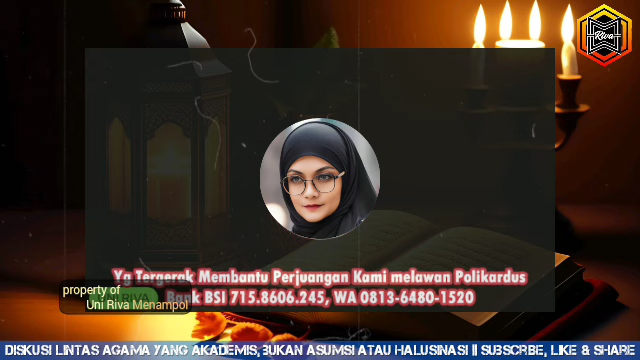 Riva
Yg Tergerak Membantu Perjuangan Kami melawan Polikardus
Bank BSI 715.8606.245, WA 0813-6480-1520
property of
Uni Riva Menampol
RIVA
DISKUSI LINTAS AGAMA YANG AKADEMIS, BUKAN ASUMSI ATAU HALUSINASI || SUBSCRBE, LIKE & SHARE